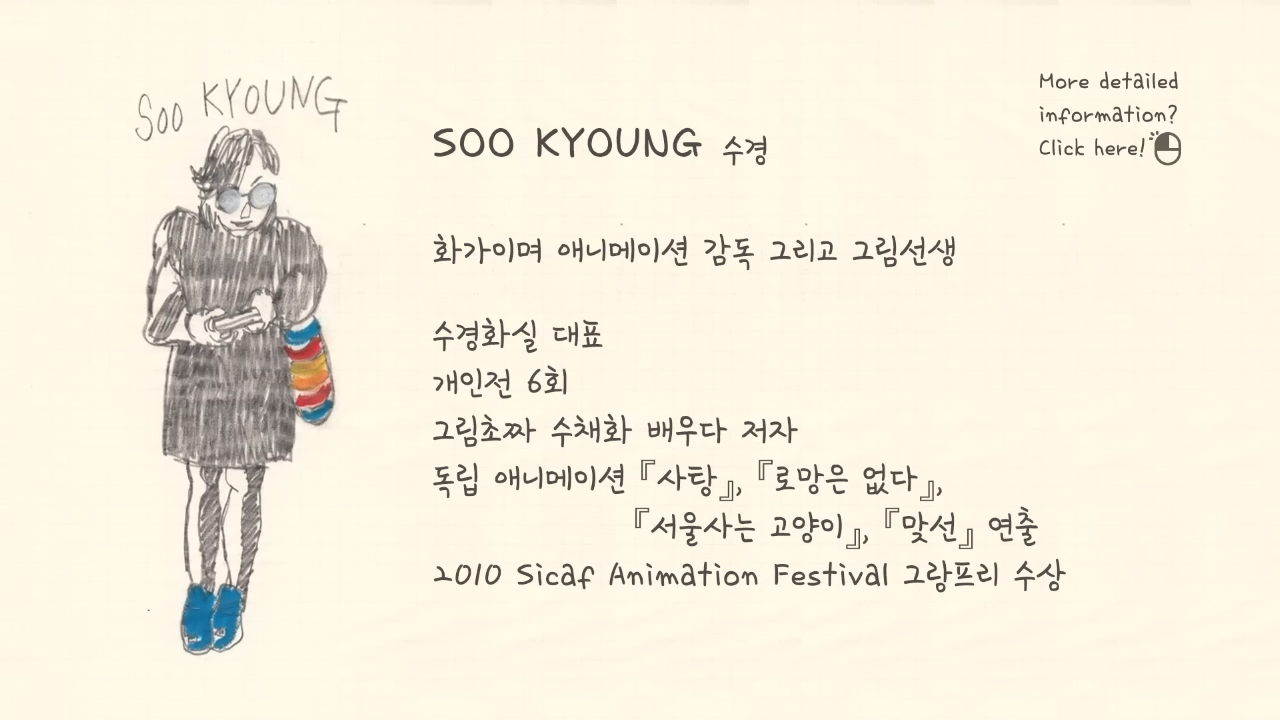 SOO KYOUNG
SOO KYOUNG 수경
More detailed
information?
Click here!
화가이며 애니메이션 감독 그리고 그림선생
수경화실 대표
개인전 6회
그림초짜 수채화 배우다 저자
독립 애니메이션 『사탕』, 『로망은 없다』,
『서울사는 고양이』, 『맞선』 연출
2010 Sicaf Animation Festival 그랑프리 수상